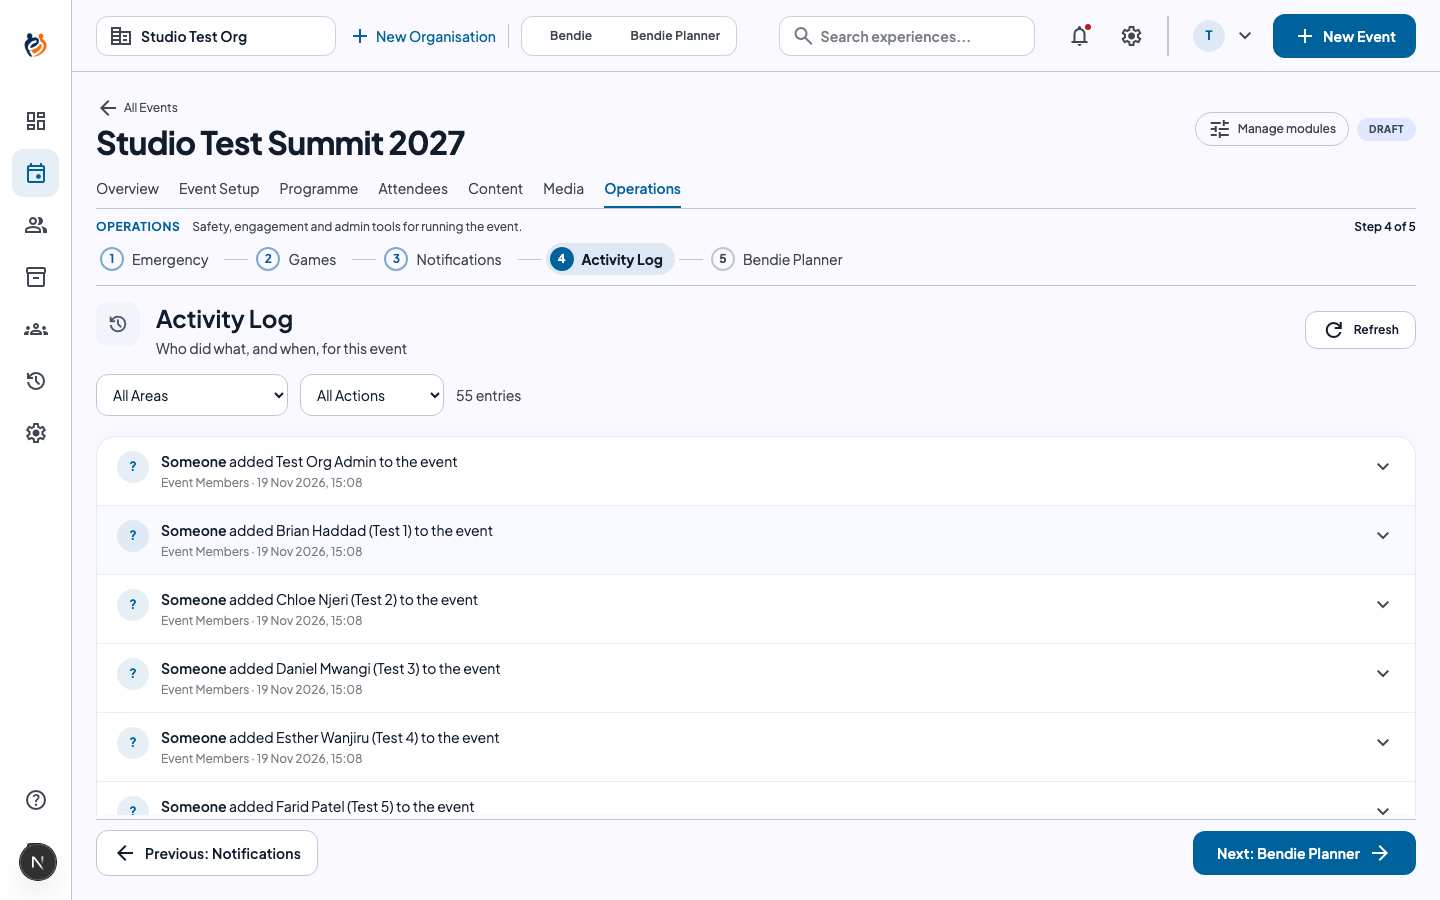 Studio Test Org
New Organisation
Bendie
Bendie Planner
Search experiences...
T
New Event
All Events
Studio Test Summit 2027
Manage modules
DRAFT
Overview
Event Setup
Programme
Attendees
Content
Media
Operations
OPERATIONS
Safety, engagement and admin tools for running the event.
Step 4 of 5
1 Emergency
2 Games
3 Notifications
4 Activity Log
5 Bendie Planner
Activity Log
Who did what, and when, for this event
Refresh
All Areas
All Actions
55 entries
? Someone added Test Org Admin to the event
Event Members · 19 Nov 2026, 15:08
? Someone added Brian Haddad (Test 1) to the event
Event Members · 19 Nov 2026, 15:08
? Someone added Chloe Njeri (Test 2) to the event
Event Members · 19 Nov 2026, 15:08
? Someone added Daniel Mwangi (Test 3) to the event
Event Members · 19 Nov 2026, 15:08
? Someone added Esther Wanjiru (Test 4) to the event
Event Members · 19 Nov 2026, 15:08
? Someone added Farid Patel (Test 5) to the event
N
Previous: Notifications
Next: Bendie Planner